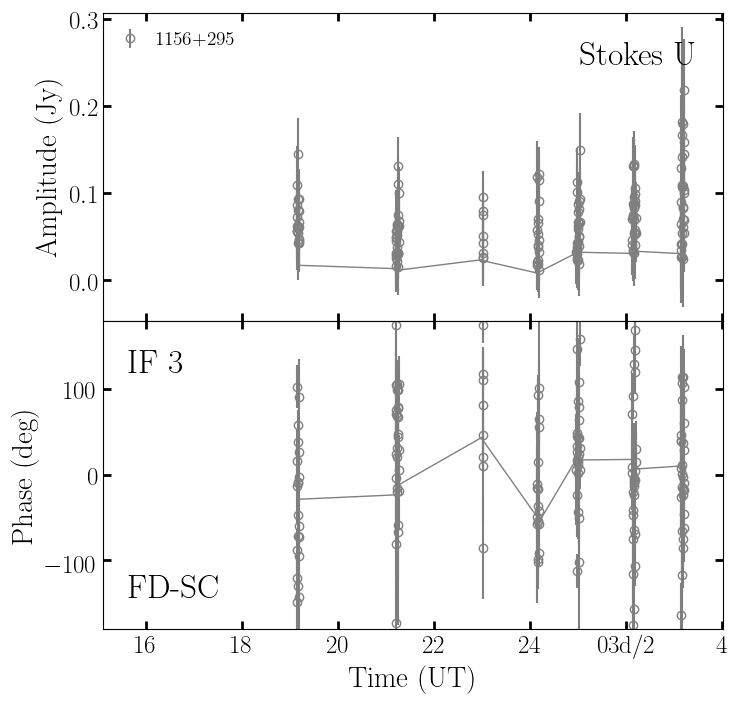 1156+295
Stokes U
0.3
0.2
0.1
0.0
Amplitude (Jy)
IF 3
100
0
−100
Phase (deg)
FD-SC
16 18 20 22 24 03d/2 4
Time (UT)